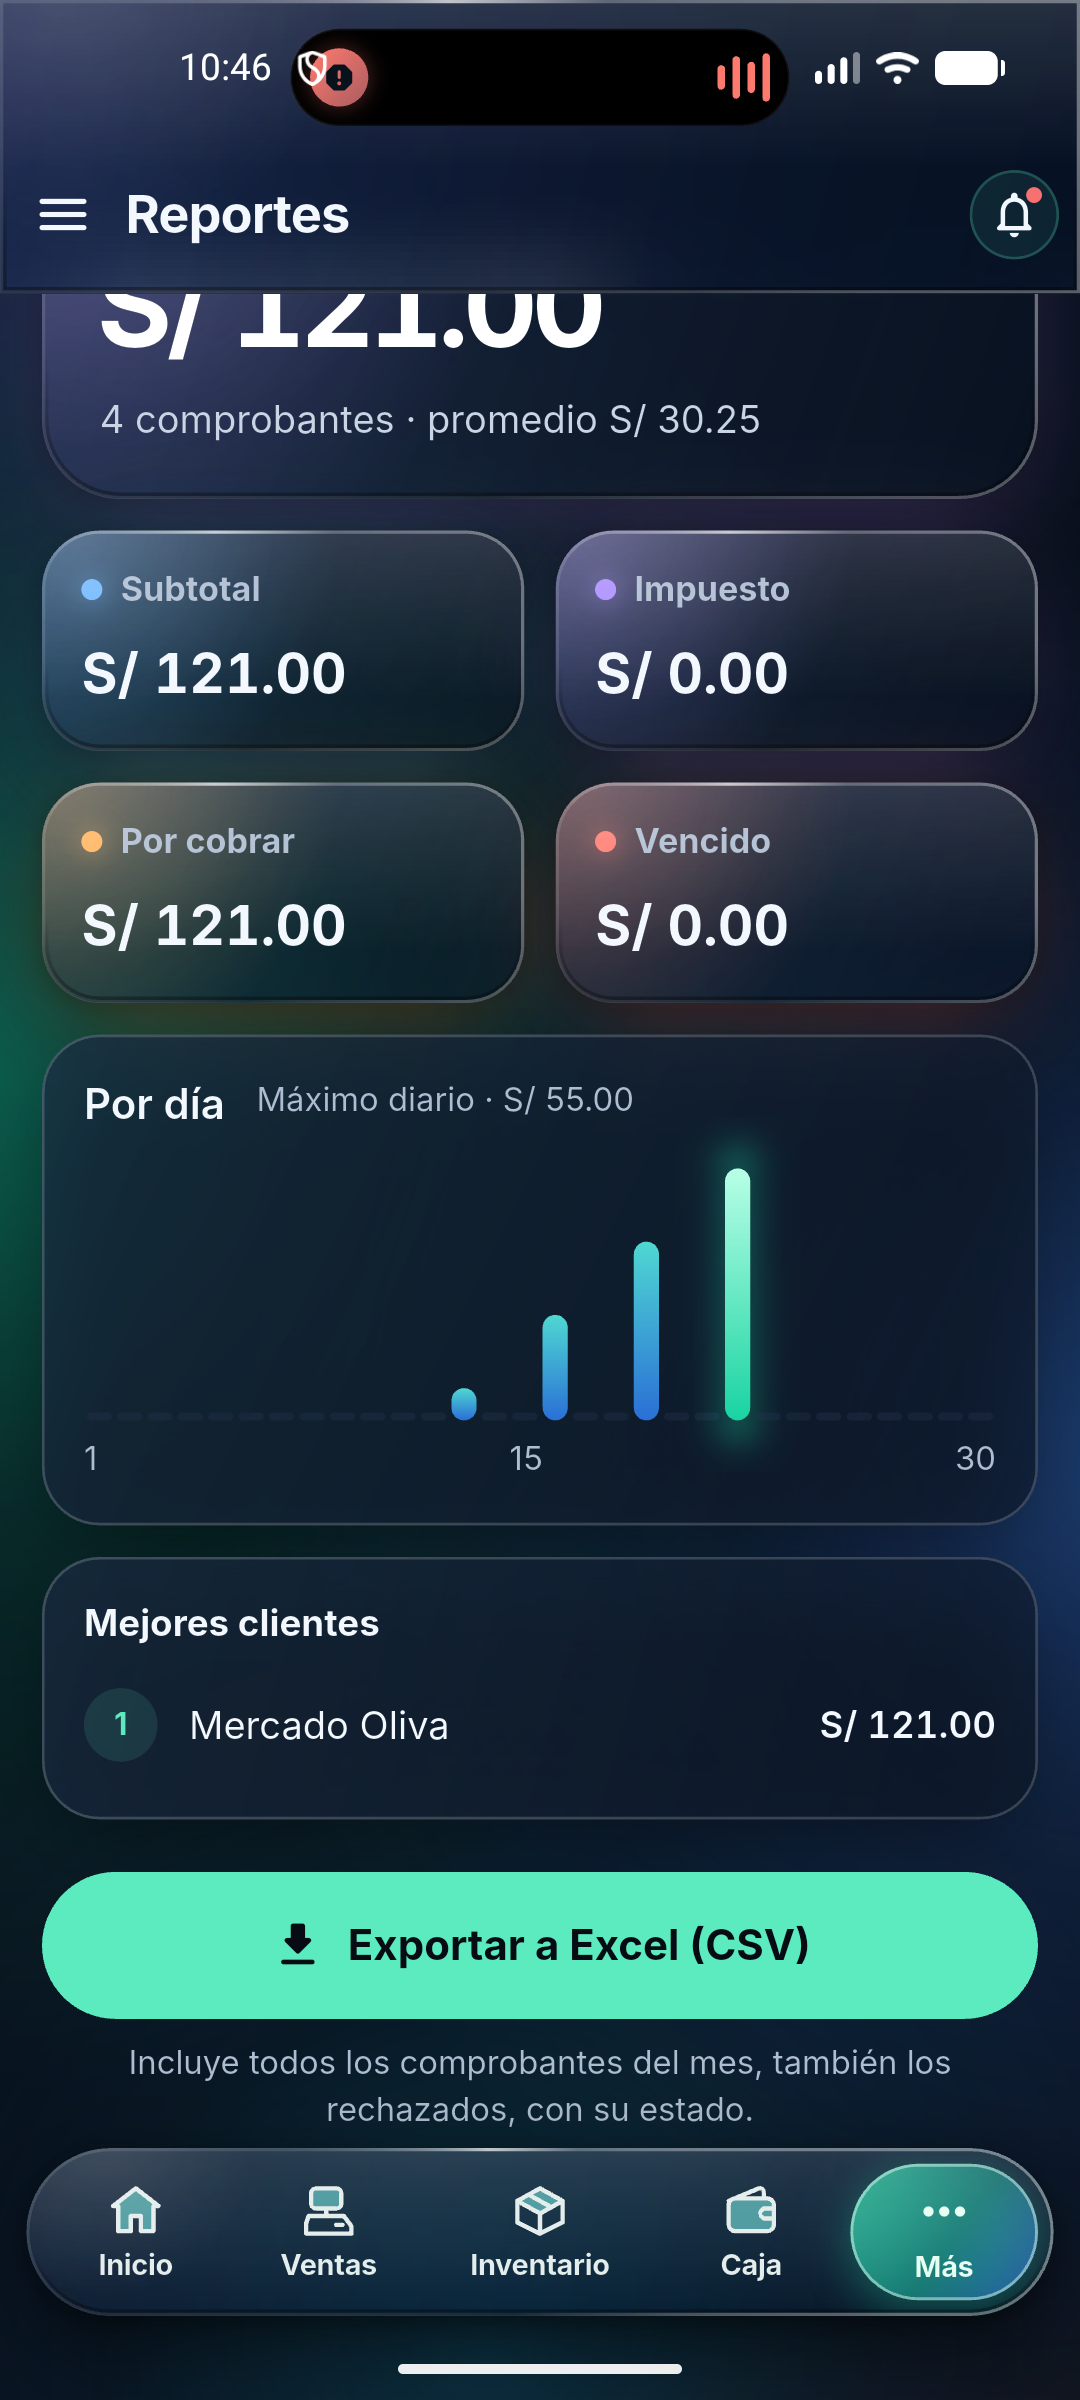 10:46
Reportes
S/ 121.00
4 comprobantes · promedio S/ 30.25
Subtotal
S/ 121.00
Impuesto
S/ 0.00
Por cobrar
S/ 121.00
Vencido
S/ 0.00
Por día Máximo diario · S/ 55.00
1 15 30
Mejores clientes
1 Mercado Oliva S/ 121.00
Exportar a Excel (CSV)
Incluye todos los comprobantes del mes, también los
rechazados, con su estado.
Inicio Ventas Inventario Caja Más